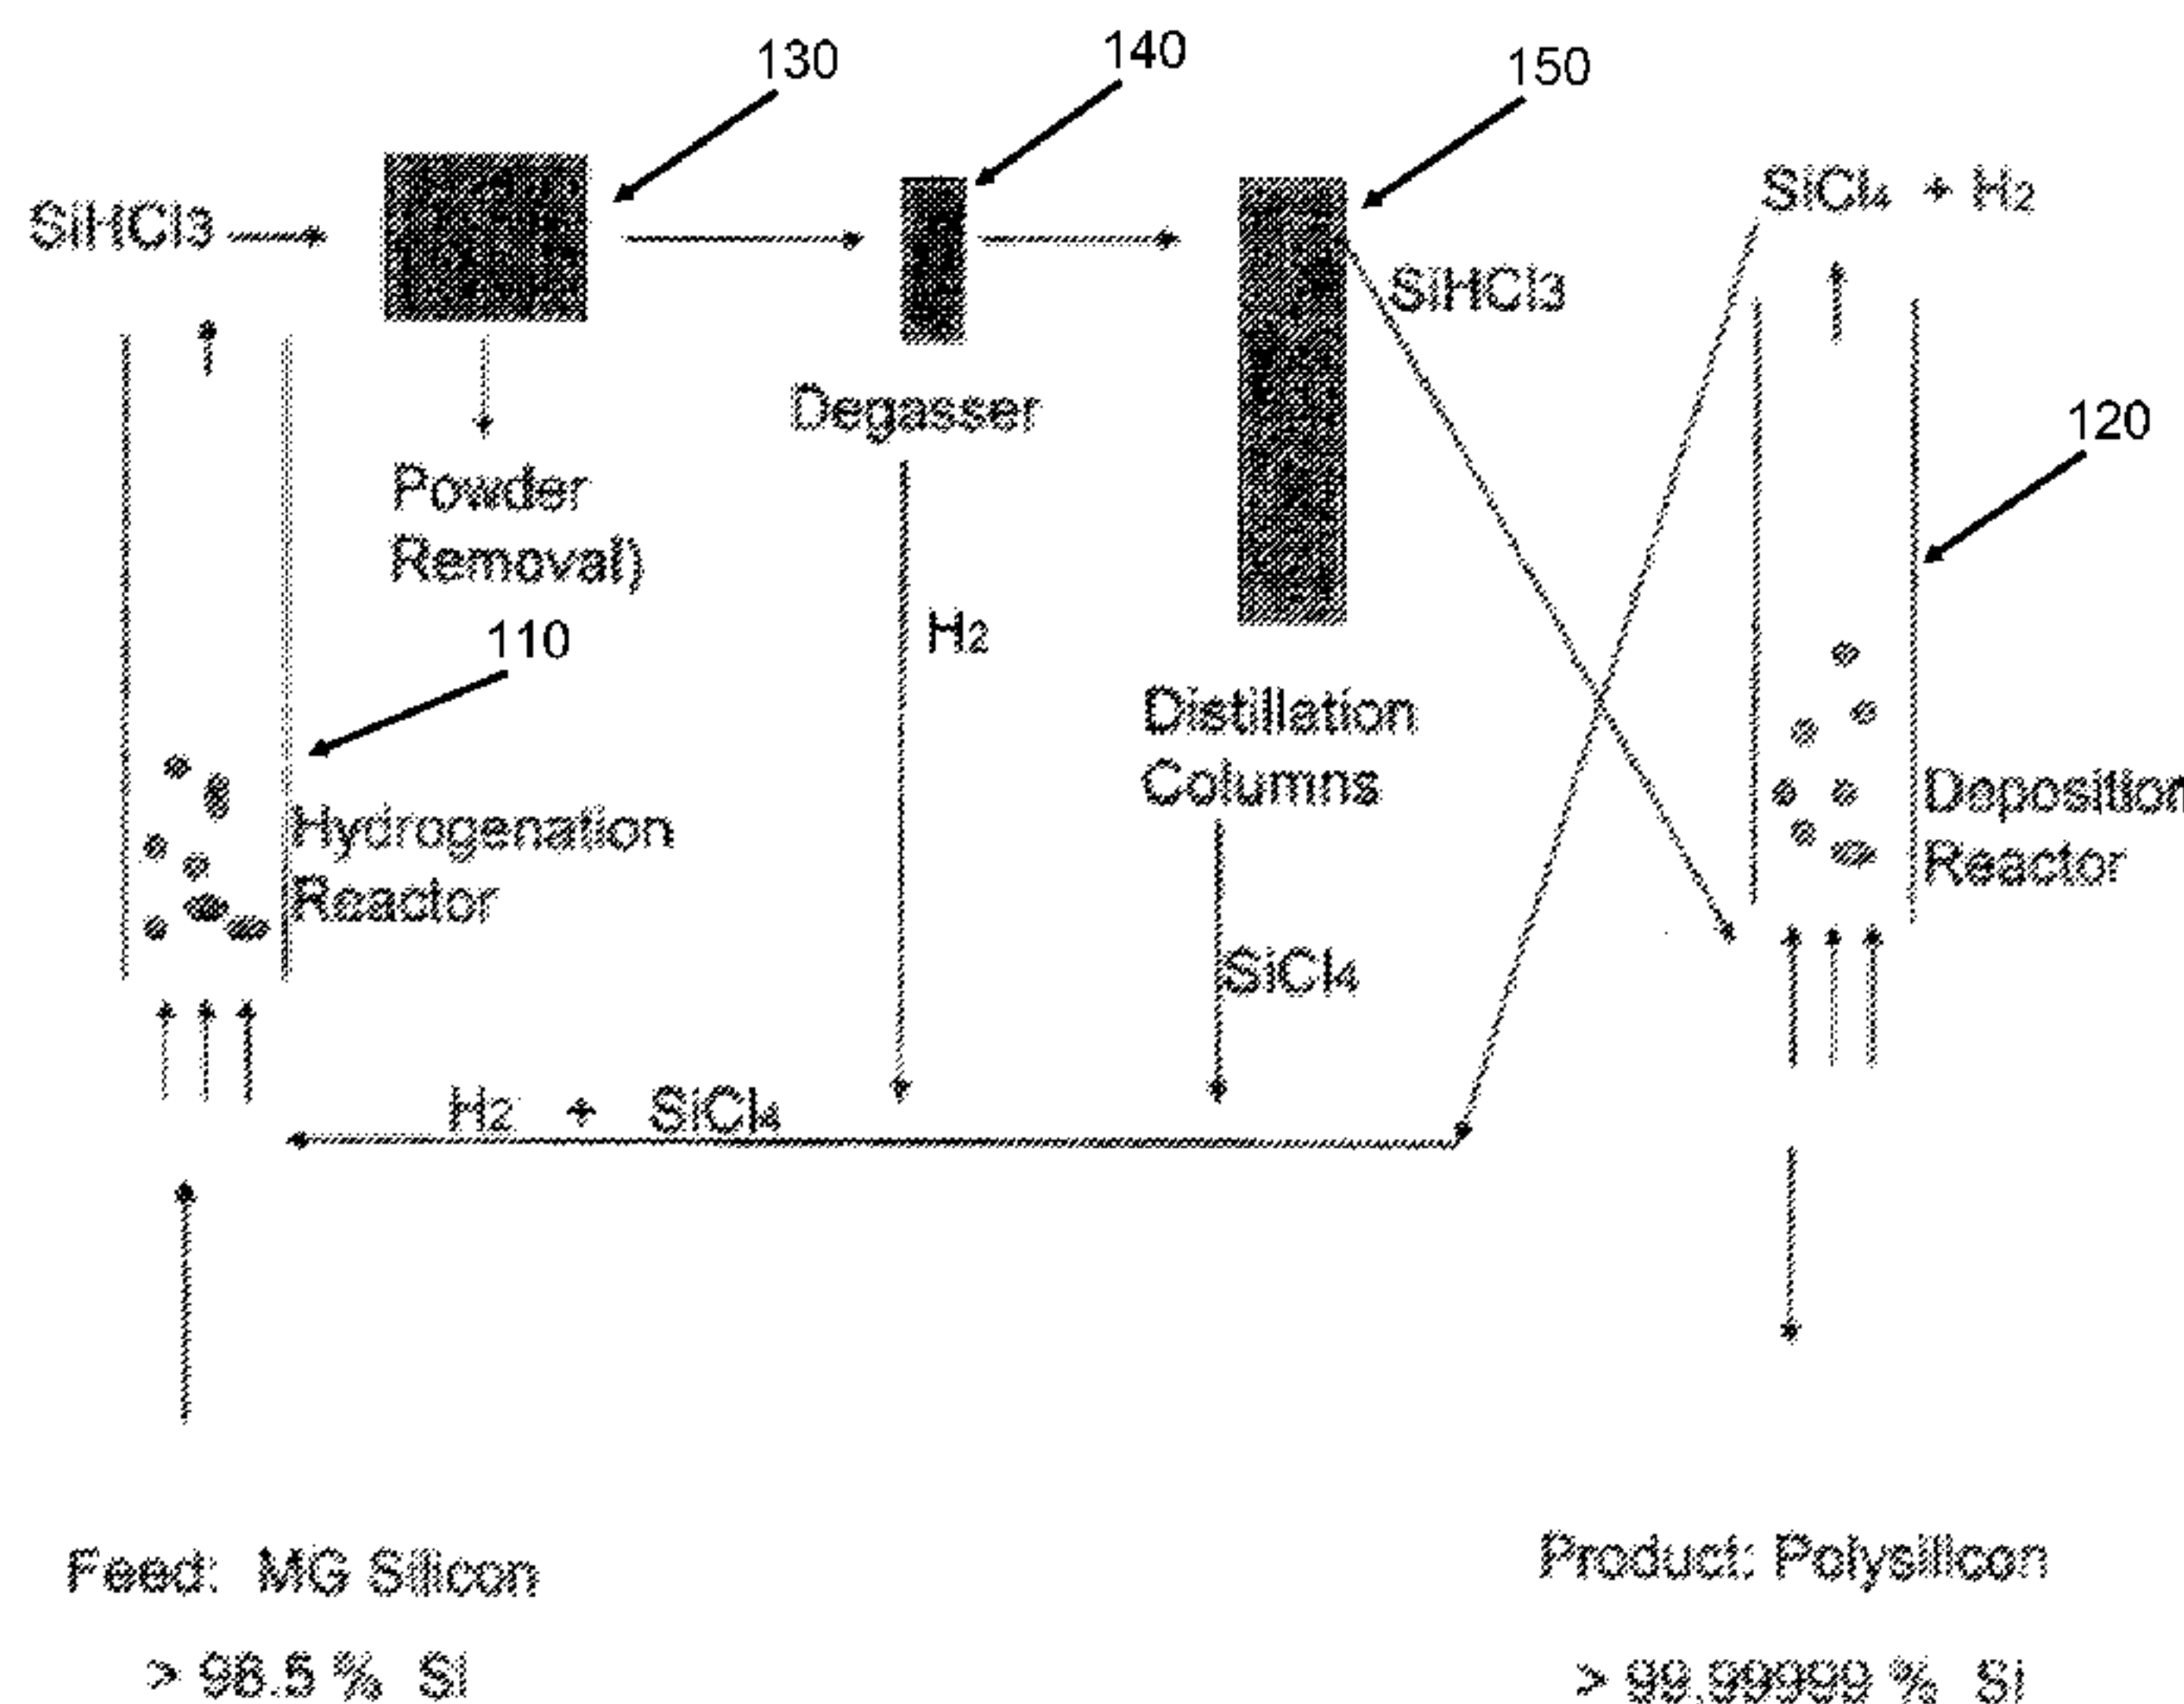 130
140
150
SiHCl3
SiCl4 + H2
SiHCl3
120
Degasser
Powder
Removal)
110
H2
Distillation
Columns
Deposition
Reactor
Hydrogenation
Reactor
SiCl4
H2 + SiCl4
Feed: MG Silicon
Product: Polysilicon
> 98.5 % Si
> 99.99999 % Si